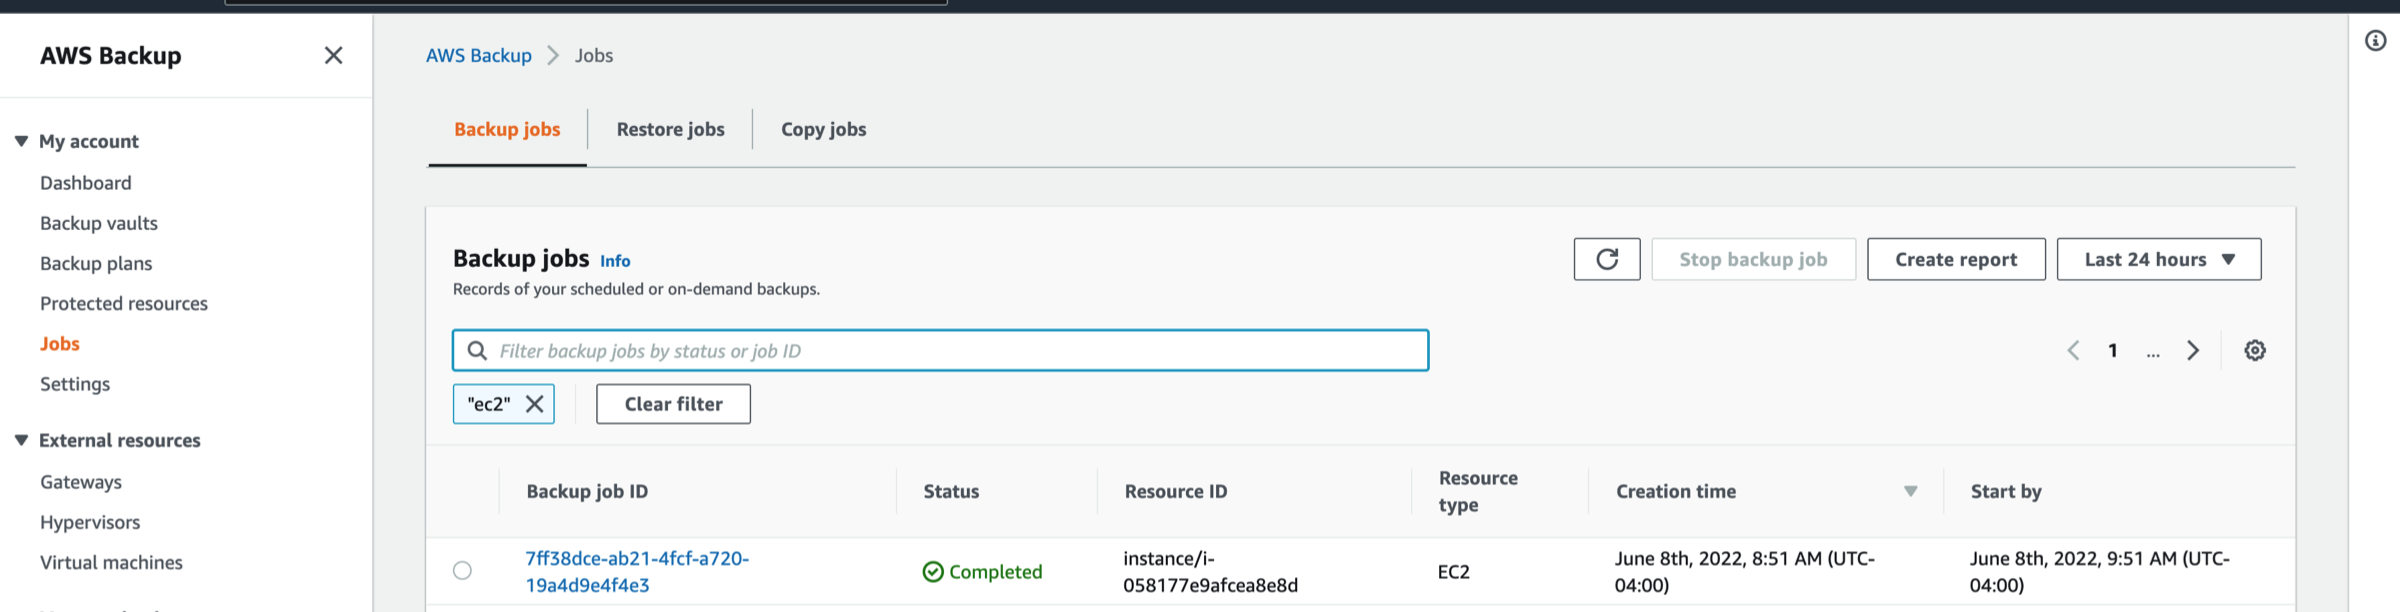 AWS Backup
My account
Dashboard
Backup vaults
Backup plans
Protected resources
Jobs
Settings
External resources
Gateways
Hypervisors
Virtual machines
AWS Backup > Jobs
Backup jobs
Restore jobs
Copy jobs
Backup jobs Info
Records of your scheduled or on-demand backups.
Stop backup job
Create report
Last 24 hours
Filter backup jobs by status or job ID
1 ...
"ec2"
Clear filter
Backup job ID
Status
Resource ID
Resource
type
Creation time
Start by
7ff38dce-ab21-4fcf-a720-
19a4d9e4f4e3
Completed
instance/i-
058177e9afcea8e8d
EC2
June 8th, 2022, 8:51 AM (UTC-
04:00)
June 8th, 2022, 9:51 AM (UTC-
04:00)